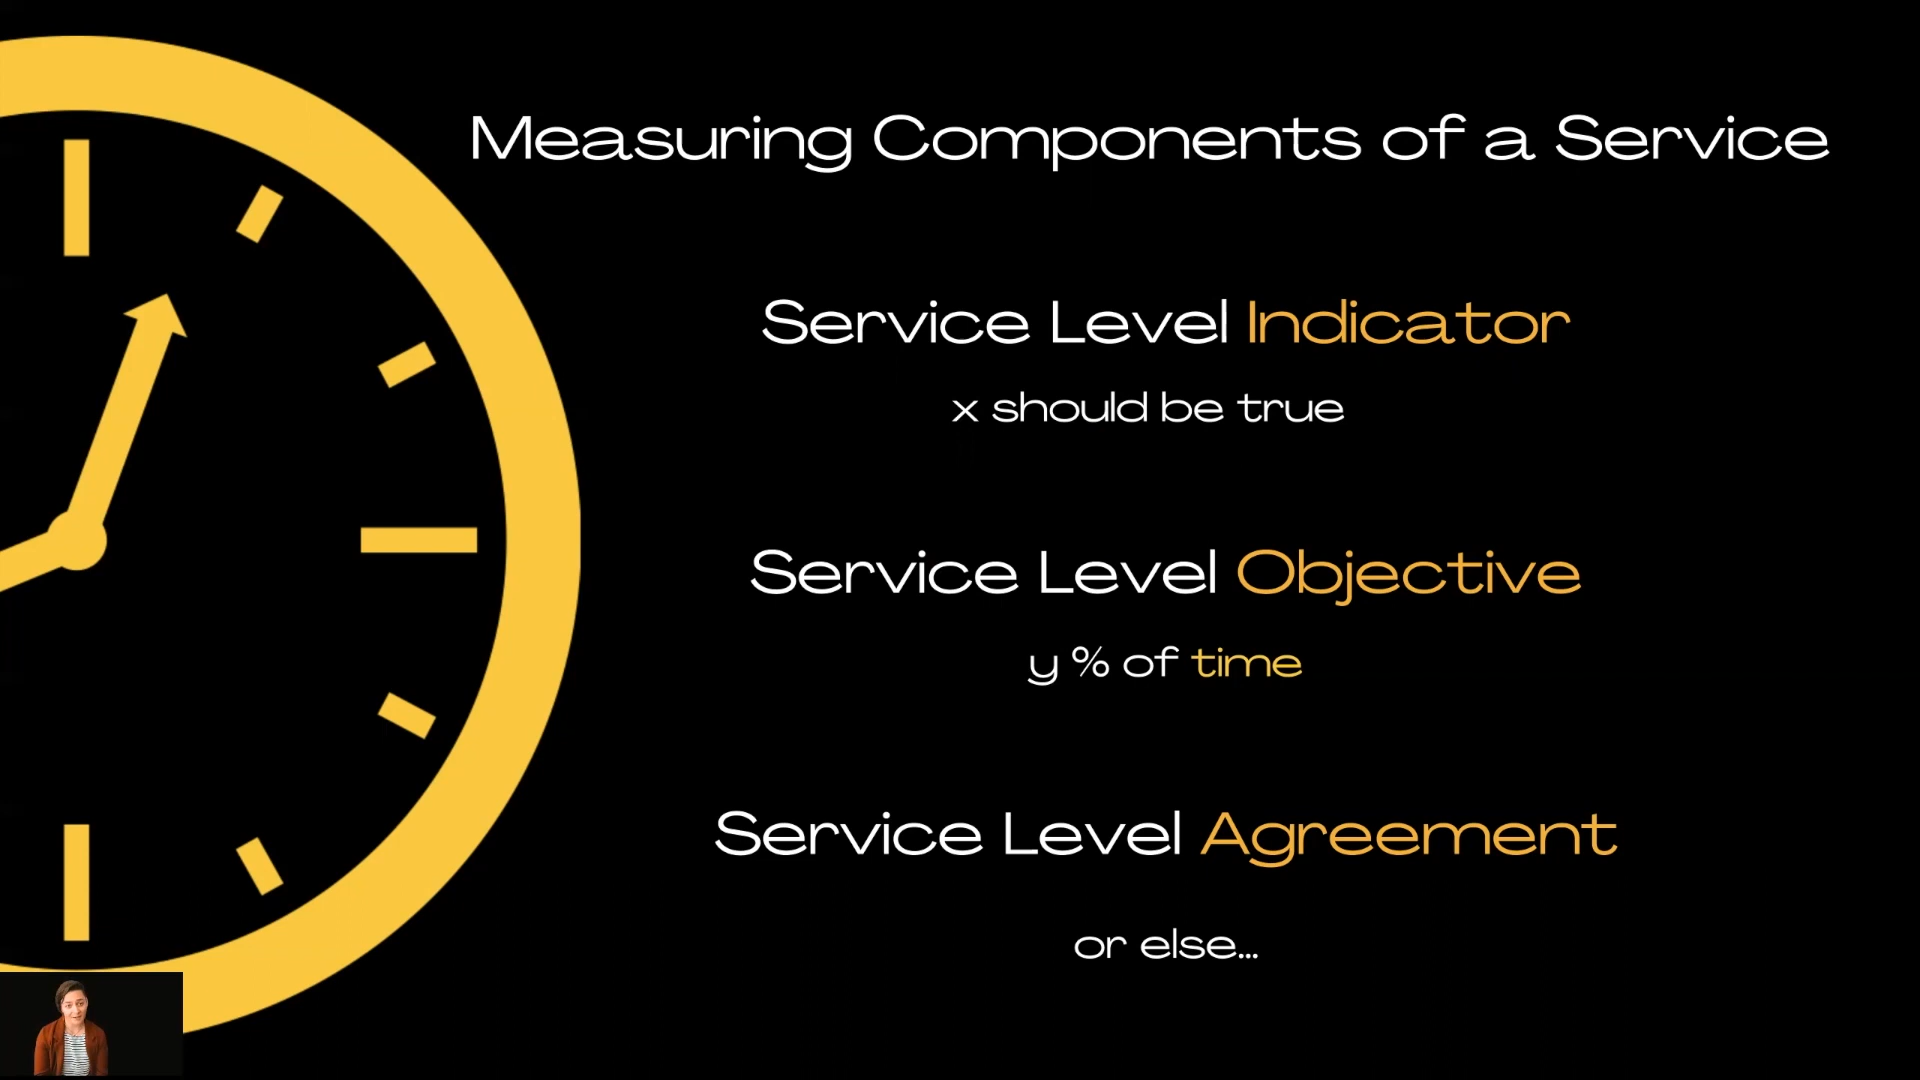 Measuring Components of a Service
Service Level Indicator
x should be true
Service Level Objective
y % of time
Service Level Agreement
or else...